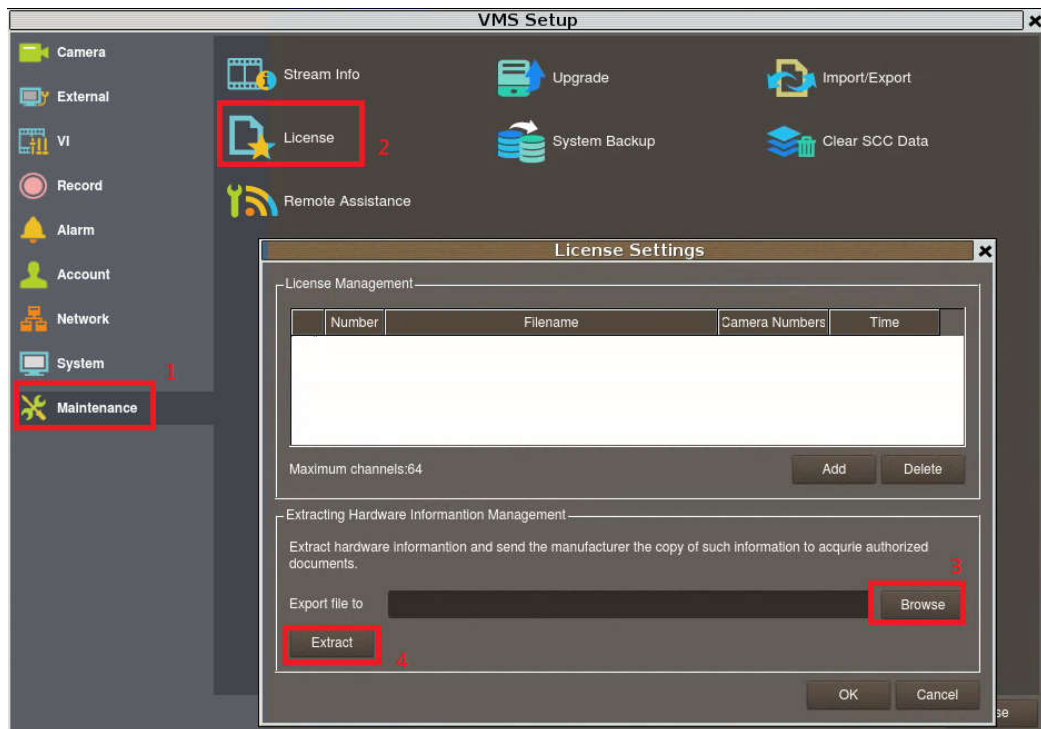 VMS Setup
Camera
External
VI
Record
Alarm
Account
Network
System
1
Maintenance
Stream Info
Upgrade
Import/Export
License
2
System Backup
Clear SCC Data
Remote Assistance
License Settings
License Management
Number Filename Camera Numbers Time
Maximum channels:64
Add Delete
Extracting Hardware Informantion Management
Extract hardware informantion and send the manufacturer the copy of such information to acqurie authorized
documents.
3
Export file to
Browse
Extract
4
OK Cancel
se